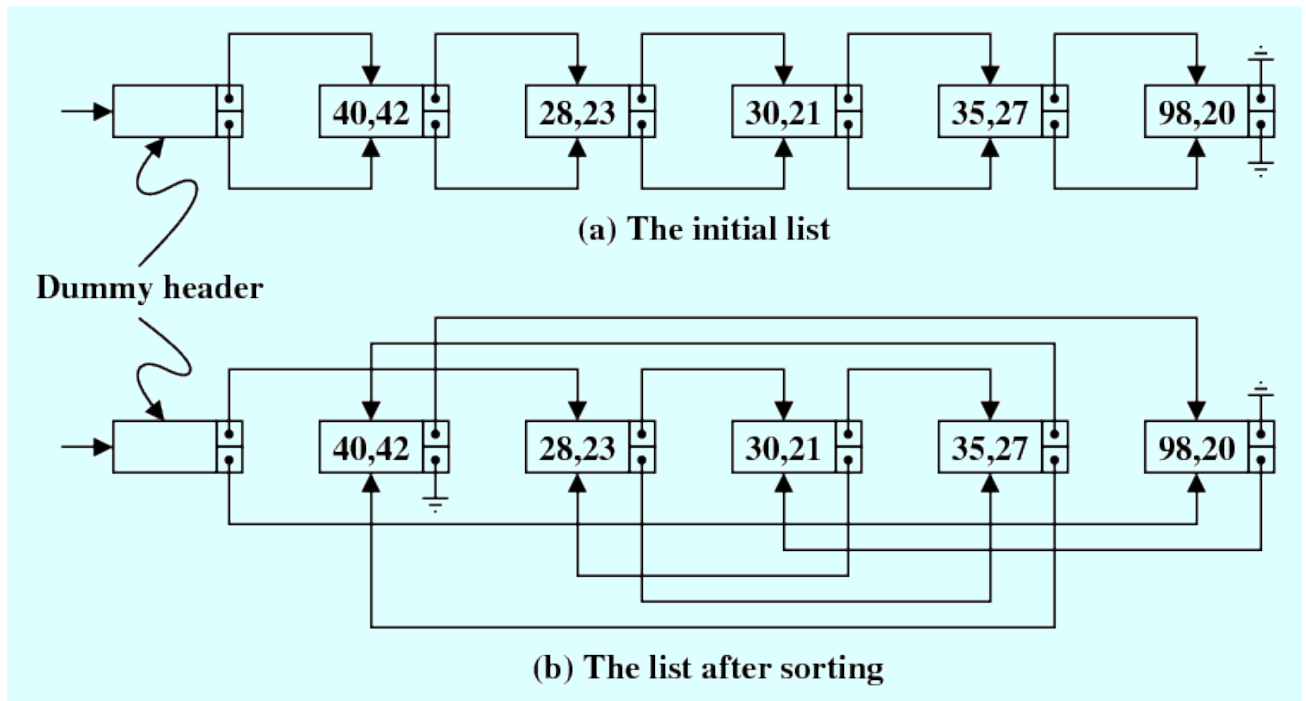 40,42 28,23 30,21 35,27 98,20
(a) The initial list
Dummy header
40,42 28,23 30,21 35,27 98,20
(b) The list after sorting